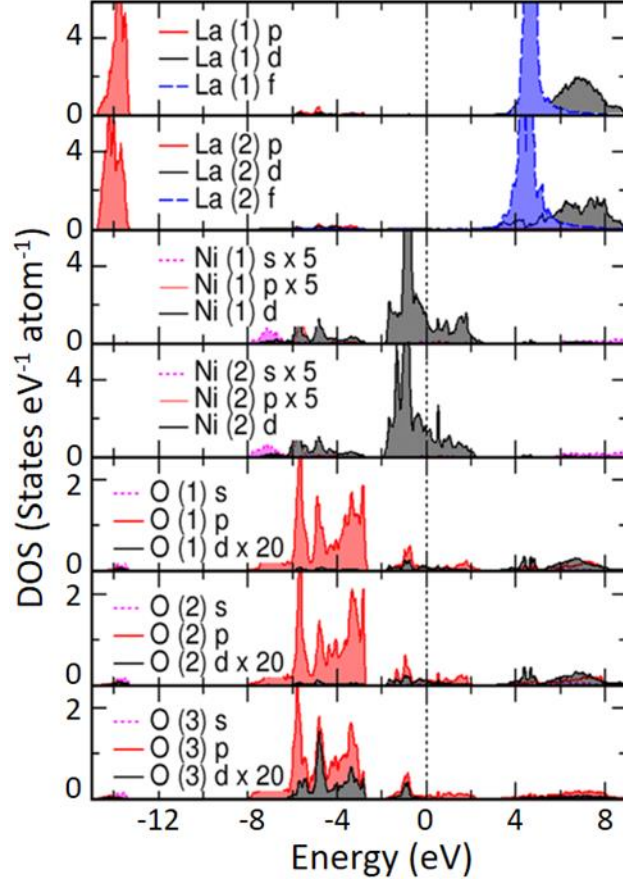 4
0
La (1) p
La (1) d
La (1) f
4
0
La (2) p
La (2) d
La (2) f
4
0
Ni (1) s x 5
Ni (1) p x 5
Ni (1) d
4
0
Ni (2) s x 5
Ni (2) p x 5
Ni (2) d
2
0
O (1) s
O (1) p
O (1) d x 20
2
0
O (2) s
O (2) p
O (2) d x 20
2
0
O (3) s
O (3) p
O (3) d x 20
DOS (States eV⁻¹ atom⁻¹)
-12 -8 -4 0 4 8
Energy (eV)